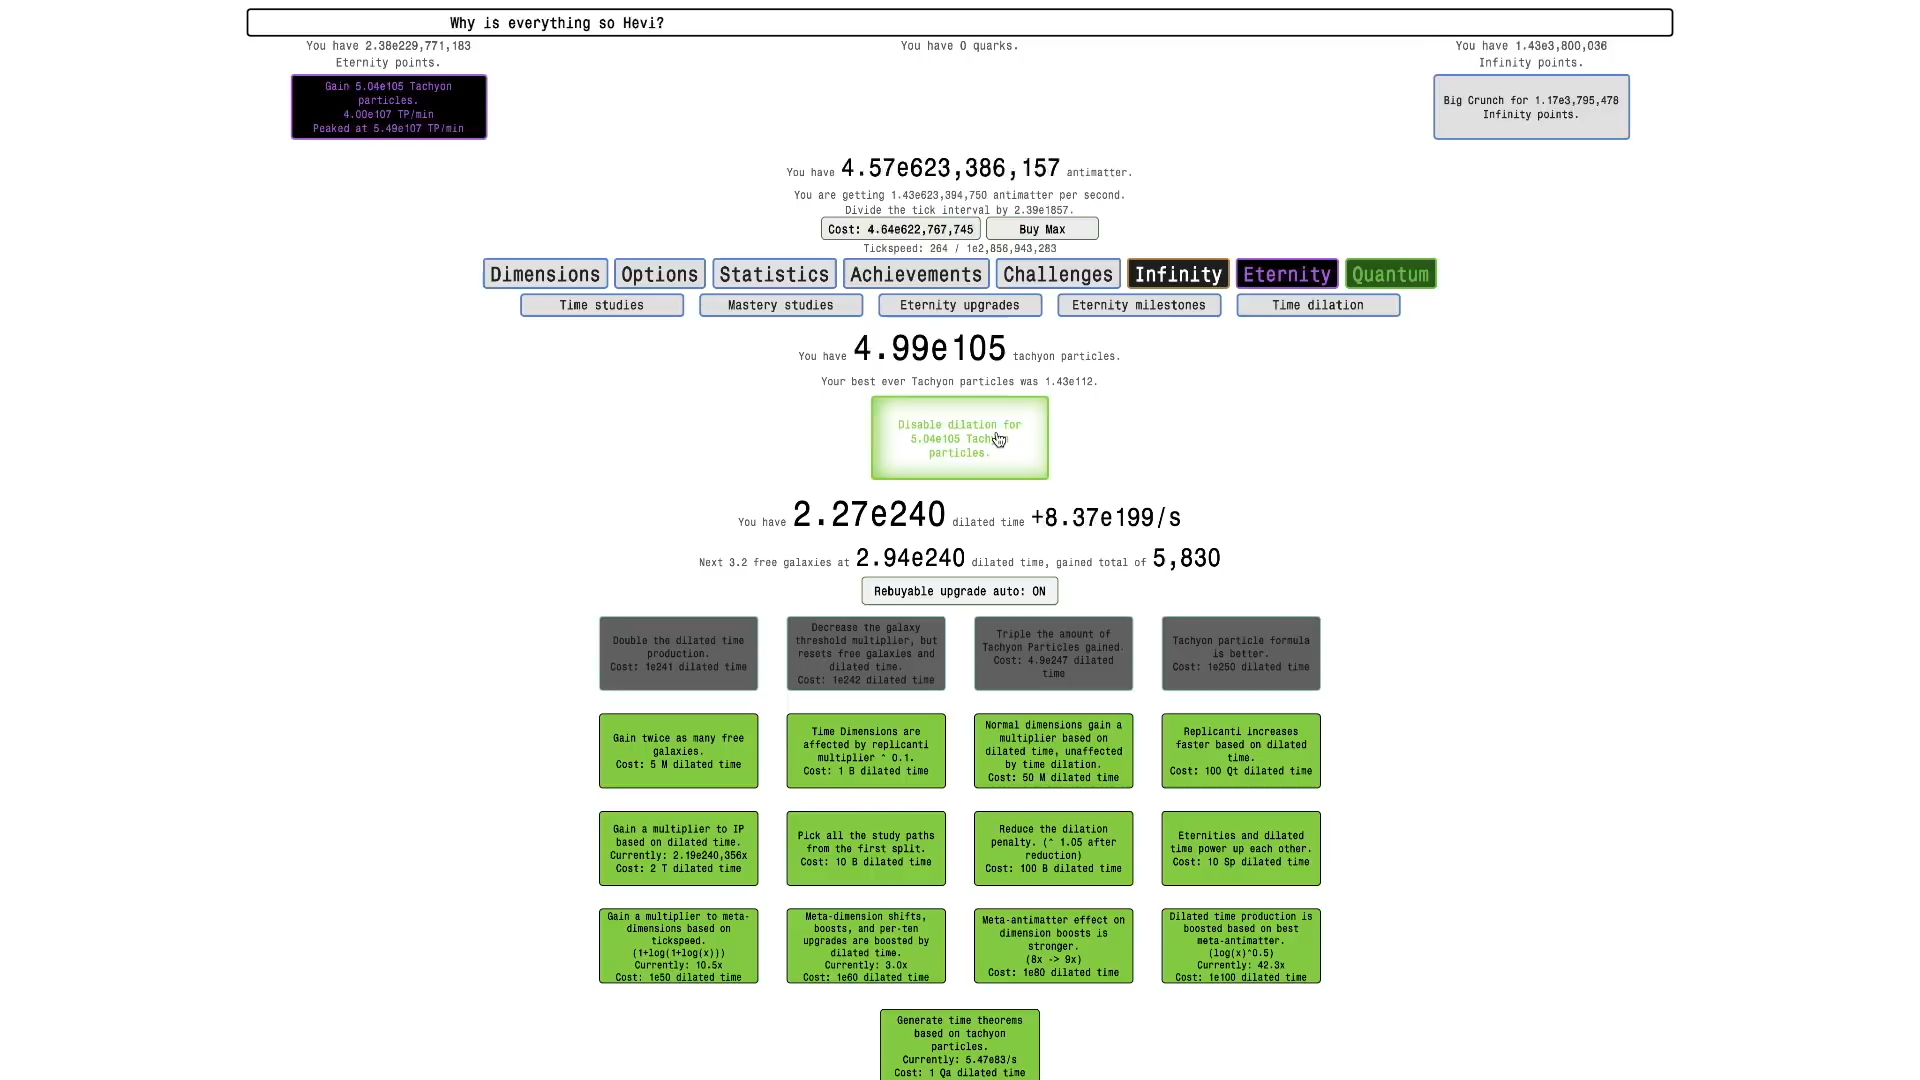 Why is everything so Hevi?
You have 2.38e229,771,183
Eternity points.
You have 0 quarks.
You have 1.43e3,800,036
Infinity points.
Gain 5.04e105 Tachyon
particles.
4.00e107 TP/min
Peaked at 5.49e107 TP/min
Big Crunch for 1.17e3,795,478
Infinity points.
You have 4.57e623,386,157 antimatter.
You are getting 1.43e623,394,750 antimatter per second.
Divide the tick interval by 2.39e1857.
Cost: 4.64e622,767,745
Buy Max
Tickspeed: 264 / 1e2,856,943,283
Dimensions
Options
Statistics
Achievements
Challenges
Infinity
Eternity
Quantum
Time studies
Mastery studies
Eternity upgrades
Eternity milestones
Time dilation
You have 4.99e105 tachyon particles.
Your best ever Tachyon particles was 1.43e112.
Disable dilation for
5.04e105
particles.
You have 2.27e240 dilated time +8.37e199/s
Next 3.2 free galaxies at 2.94e240 dilated time, gained total of 5,830
Rebuyable upgrade auto: ON
Double the dilated time
production.
Cost: 1e241 dilated time
Decrease the galaxy
threshold multiplier, but
resets free galaxies and
dilated time.
Cost: 1e242 dilated time
Triple the amount of
Tachyon Particles gained.
Cost: 4.9e247 dilated
time
Tachyon particle formula
is better.
Cost: 1e250 dilated time
Gain twice as many free
galaxies.
Cost: 5 M dilated time
Time Dimensions are
affected by replicanti
multiplier ^ 0.1.
Cost: 1 B dilated time
Normal dimensions gain a
multiplier based on
dilated time, unaffected
by time dilation.
Cost: 50 M dilated time
Replicanti increases
faster based on dilated
time.
Cost: 100 Qt dilated time
Gain a multiplier to IP
based on dilated time.
Currently: 2.19e240,356x
Cost: 2 T dilated time
Pick all the study paths
from the first split.
Cost: 10 B dilated time
Reduce the dilation
penalty. (^ 1.05 after
reduction)
Cost: 100 B dilated time
Eternities and dilated
time power up each other.
Cost: 10 Sp dilated time
Gain a multiplier to meta-
dimensions based on
tickspeed.
(1+log(1+log(x)))
Currently: 10.5x
Cost: 1e50 dilated time
Meta-dimension shifts,
boosts, and per-ten
upgrades are boosted by
dilated time.
Currently: 3.0x
Cost: 1e60 dilated time
Meta-antimatter effect on
dimension boosts is
stronger.
(8x -> 9x)
Cost: 1e80 dilated time
Dilated time production is
boosted based on best
meta-antimatter.
(log(x)^0.5)
Currently: 42.3x
Cost: 1e100 dilated time
Generate time theorems
based on tachyon
particles.
Currently: 5.47e83/s
Cost: 1 Qa dilated time